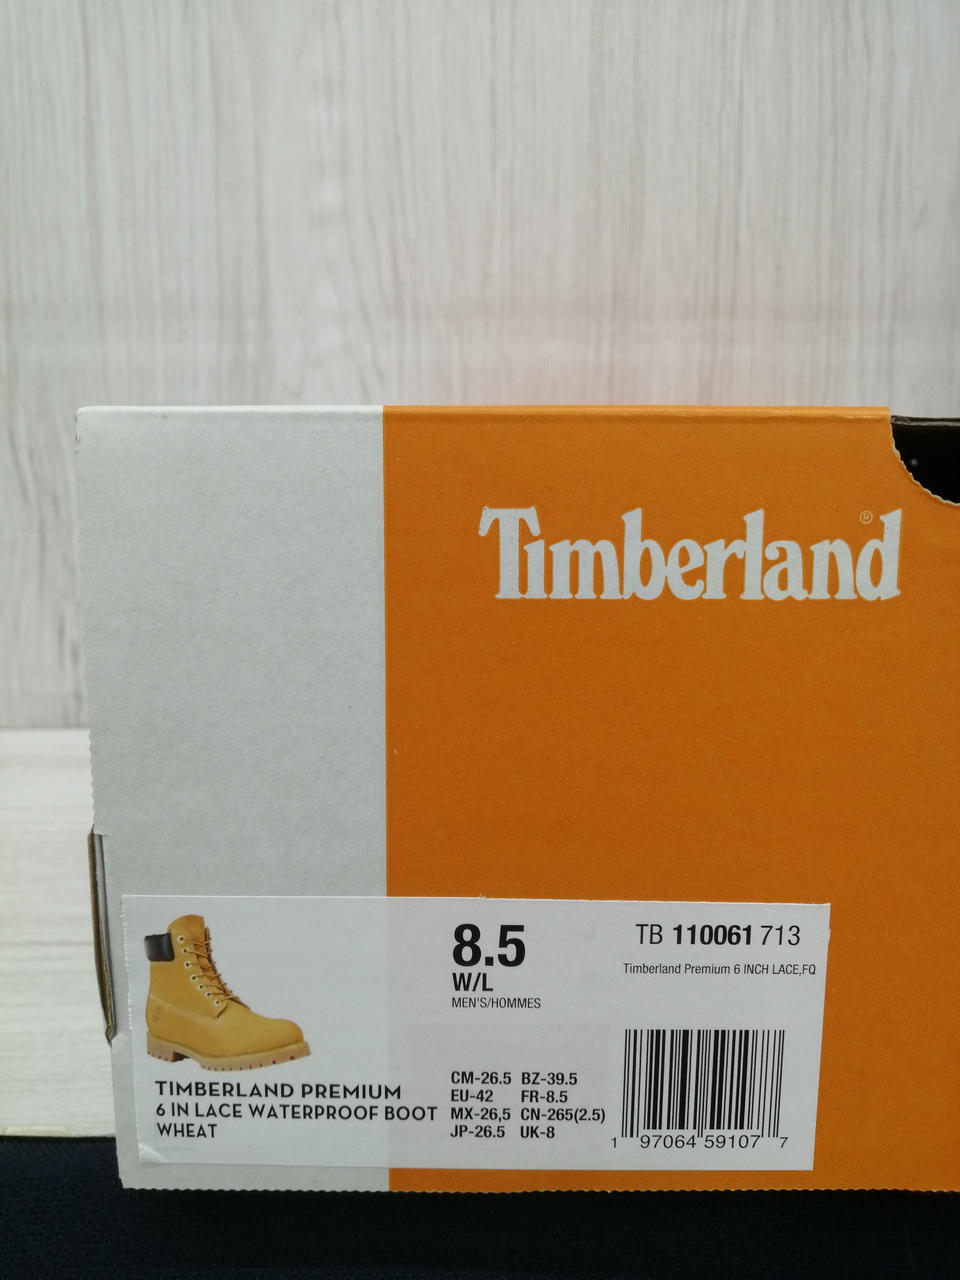 Timberland®
8.5
W/L
MEN'S/HOMMES
TB 110061 713
Timberland Premium 6 INCH LACE,FQ
TIMBERLAND PREMIUM
6 IN LACE WATERPROOF BOOT
WHEAT
CM-26.5 BZ-39.5
EU-42 FR-8.5
MX-26,5 CN-265(2.5)
JP-26.5 UK-8
1 97064 59107 7